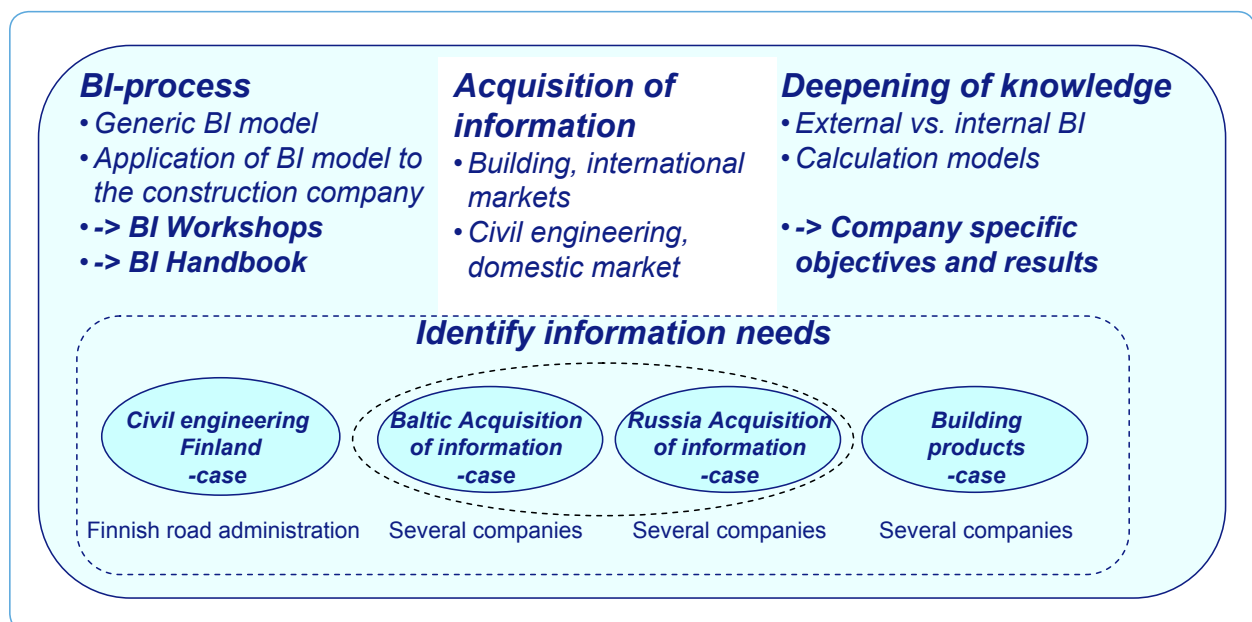 BI-process
• Generic BI model
• Application of BI model to
the construction company
• -> BI Workshops
• -> BI Handbook
Acquisition of
information
• Building, international
markets
• Civil engineering,
domestic market
Deepening of knowledge
• External vs. internal BI
• Calculation models
• -> Company specific
objectives and results
Identify information needs
Civil engineering
Finland
-case
Baltic Acquisition
of information
-case
Russia Acquisition
of information
-case
Building
products
-case
Finnish road administration
Several companies
Several companies
Several companies